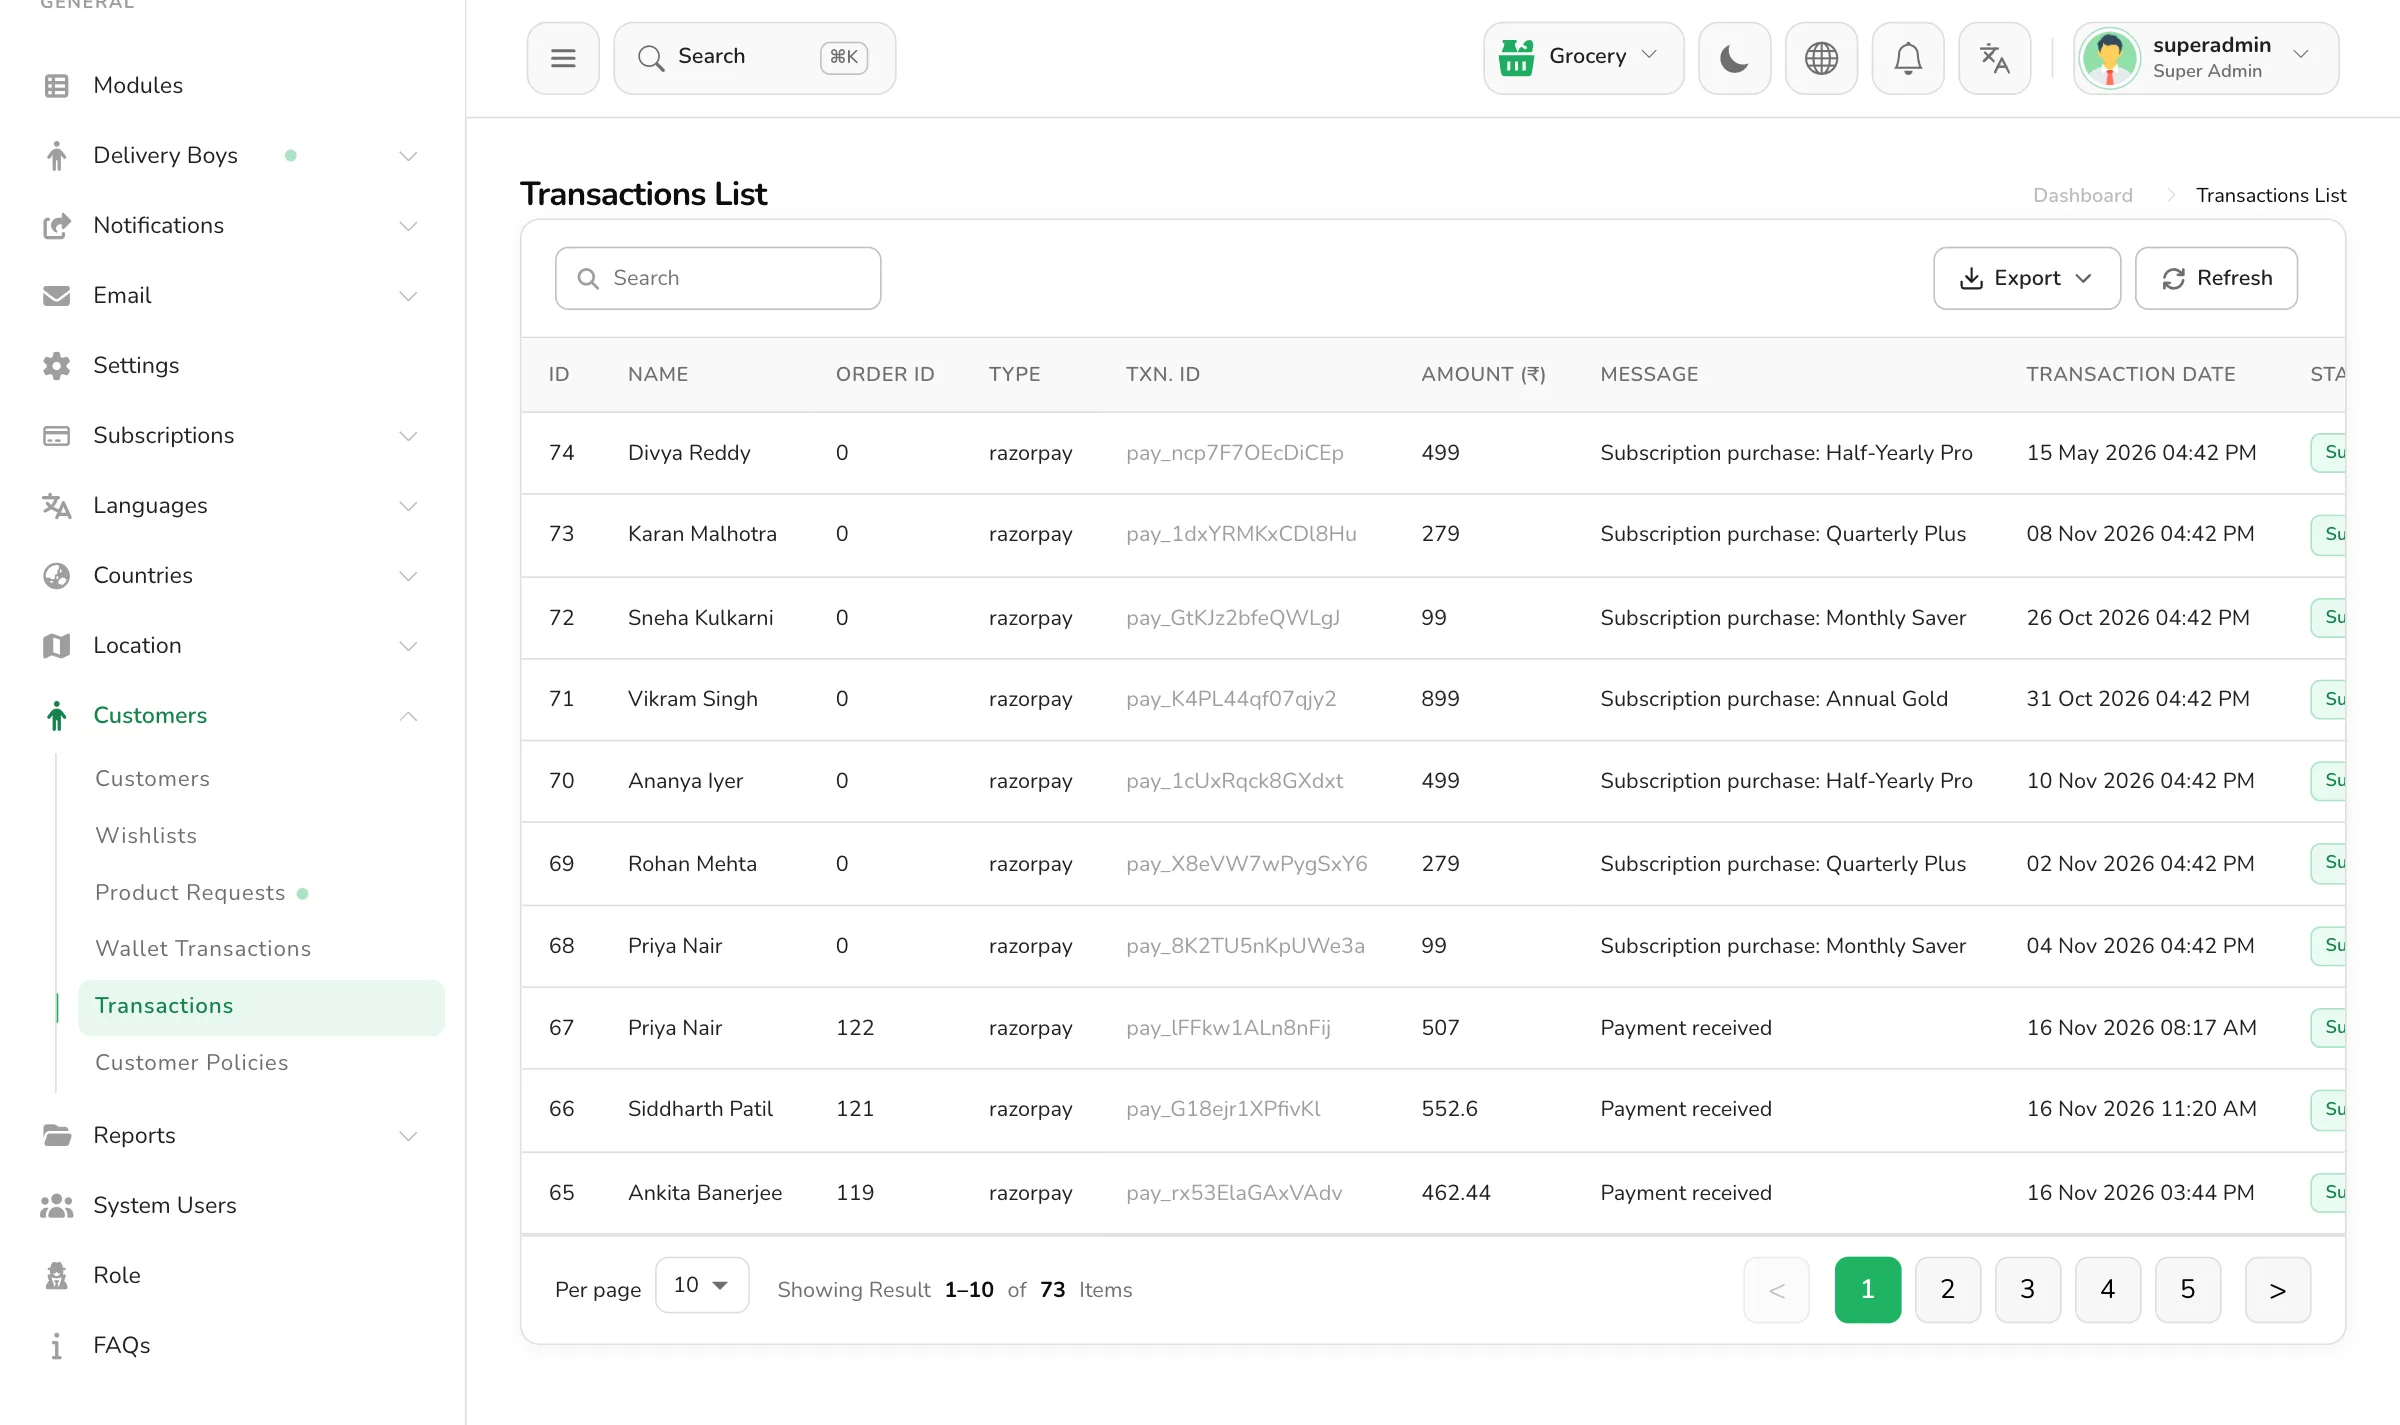 GENERAL
Modules
Delivery Boys
Notifications
Email
Settings
Subscriptions
Languages
Countries
Location
Customers
Customers
Wishlists
Product Requests
Wallet Transactions
Transactions
Customer Policies
Reports
System Users
Role
FAQs
Search ⌘K
Grocery
superadmin
Super Admin
Transactions List
Dashboard > Transactions List
Search
Export
Refresh
ID NAME ORDER ID TYPE TXN. ID AMOUNT (₹) MESSAGE TRANSACTION DATE STA
74 Divya Reddy 0 razorpay pay_ncp7F7OEcDiCEp 499 Subscription purchase: Half-Yearly Pro 15 May 2026 04:42 PM Su
73 Karan Malhotra 0 razorpay pay_1dxYRMKxCDl8Hu 279 Subscription purchase: Quarterly Plus 08 Nov 2026 04:42 PM Su
72 Sneha Kulkarni 0 razorpay pay_GtKJz2bfeQWLgJ 99 Subscription purchase: Monthly Saver 26 Oct 2026 04:42 PM Su
71 Vikram Singh 0 razorpay pay_K4PL44qf07qjy2 899 Subscription purchase: Annual Gold 31 Oct 2026 04:42 PM Su
70 Ananya Iyer 0 razorpay pay_1cUxRqck8GXdxt 499 Subscription purchase: Half-Yearly Pro 10 Nov 2026 04:42 PM Su
69 Rohan Mehta 0 razorpay pay_X8eVW7wPygSxY6 279 Subscription purchase: Quarterly Plus 02 Nov 2026 04:42 PM Su
68 Priya Nair 0 razorpay pay_8K2TU5nKpUWe3a 99 Subscription purchase: Monthly Saver 04 Nov 2026 04:42 PM Su
67 Priya Nair 122 razorpay pay_lFFkw1ALn8nFij 507 Payment received 16 Nov 2026 08:17 AM Su
66 Siddharth Patil 121 razorpay pay_G18ejr1XPfivKl 552.6 Payment received 16 Nov 2026 11:20 AM Su
65 Ankita Banerjee 119 razorpay pay_rx53ElaGAxVAdv 462.44 Payment received 16 Nov 2026 03:44 PM Su
Per page 10 Showing Result 1–10 of 73 Items < 1 2 3 4 5 >